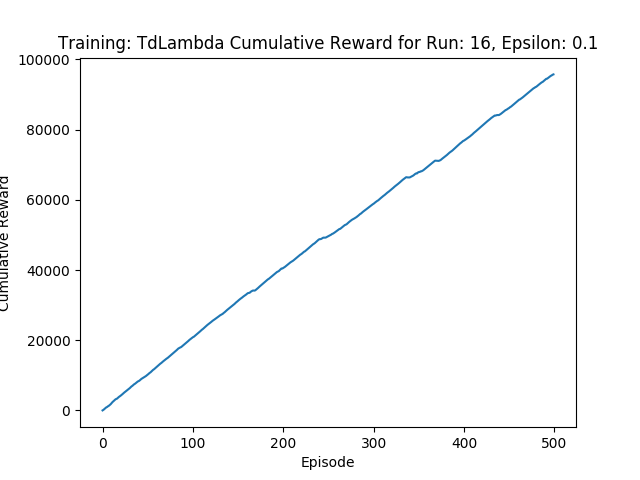 Training: TdLambda Cumulative Reward for Run: 16, Epsilon: 0.1
100000
80000
60000
40000
20000
0
Cumulative Reward
0 100 200 300 400 500
Episode